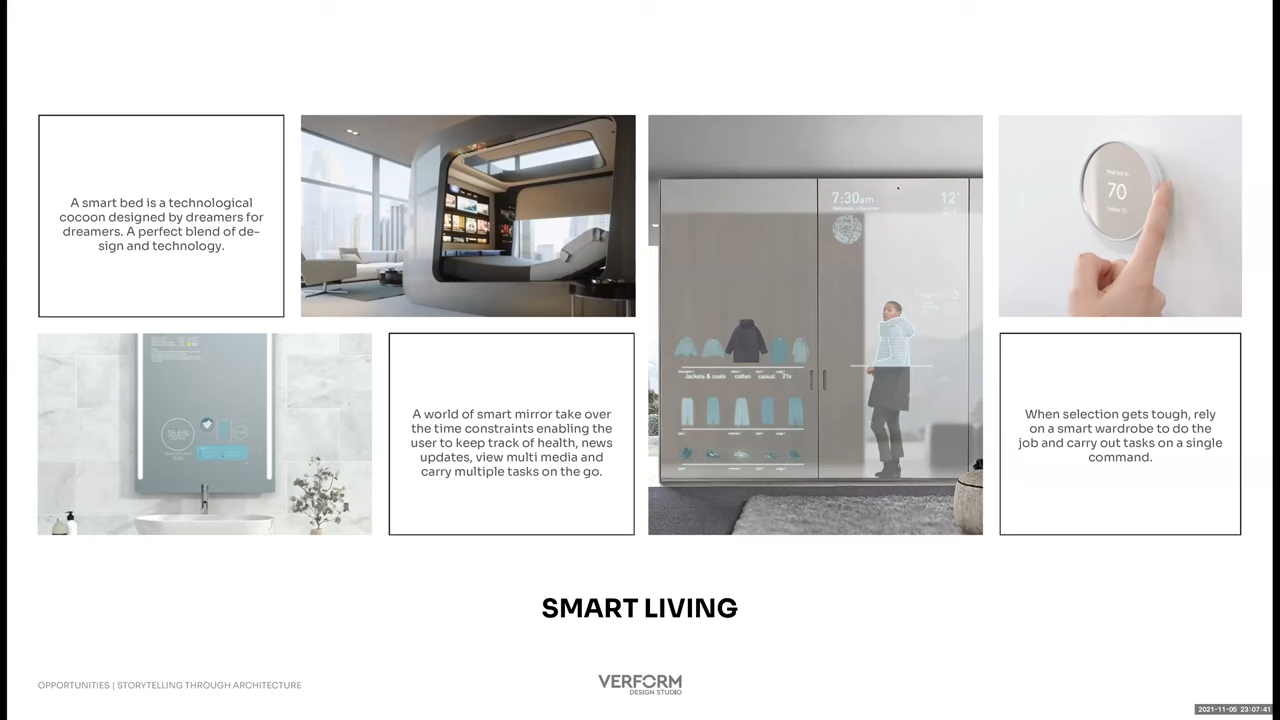 A smart bed is a technological
cocoon designed by dreamers for
dreamers. A perfect blend of de-
sign and technology.
7:30am
12°
70
Jackets & coats cotton casual 21x
36.6%
A world of smart mirror take over
the time constraints enabling the
user to keep track of health, news
updates, view multi media and
carry multiple tasks on the go.
When selection gets tough, rely
on a smart wardrobe to do the
job and carry out tasks on a single
command.
SMART LIVING
OPPORTUNITIES | STORYTELLING THROUGH ARCHITECTURE
VERFORM
DESIGN STUDIO
2021-11-05 23:07:41